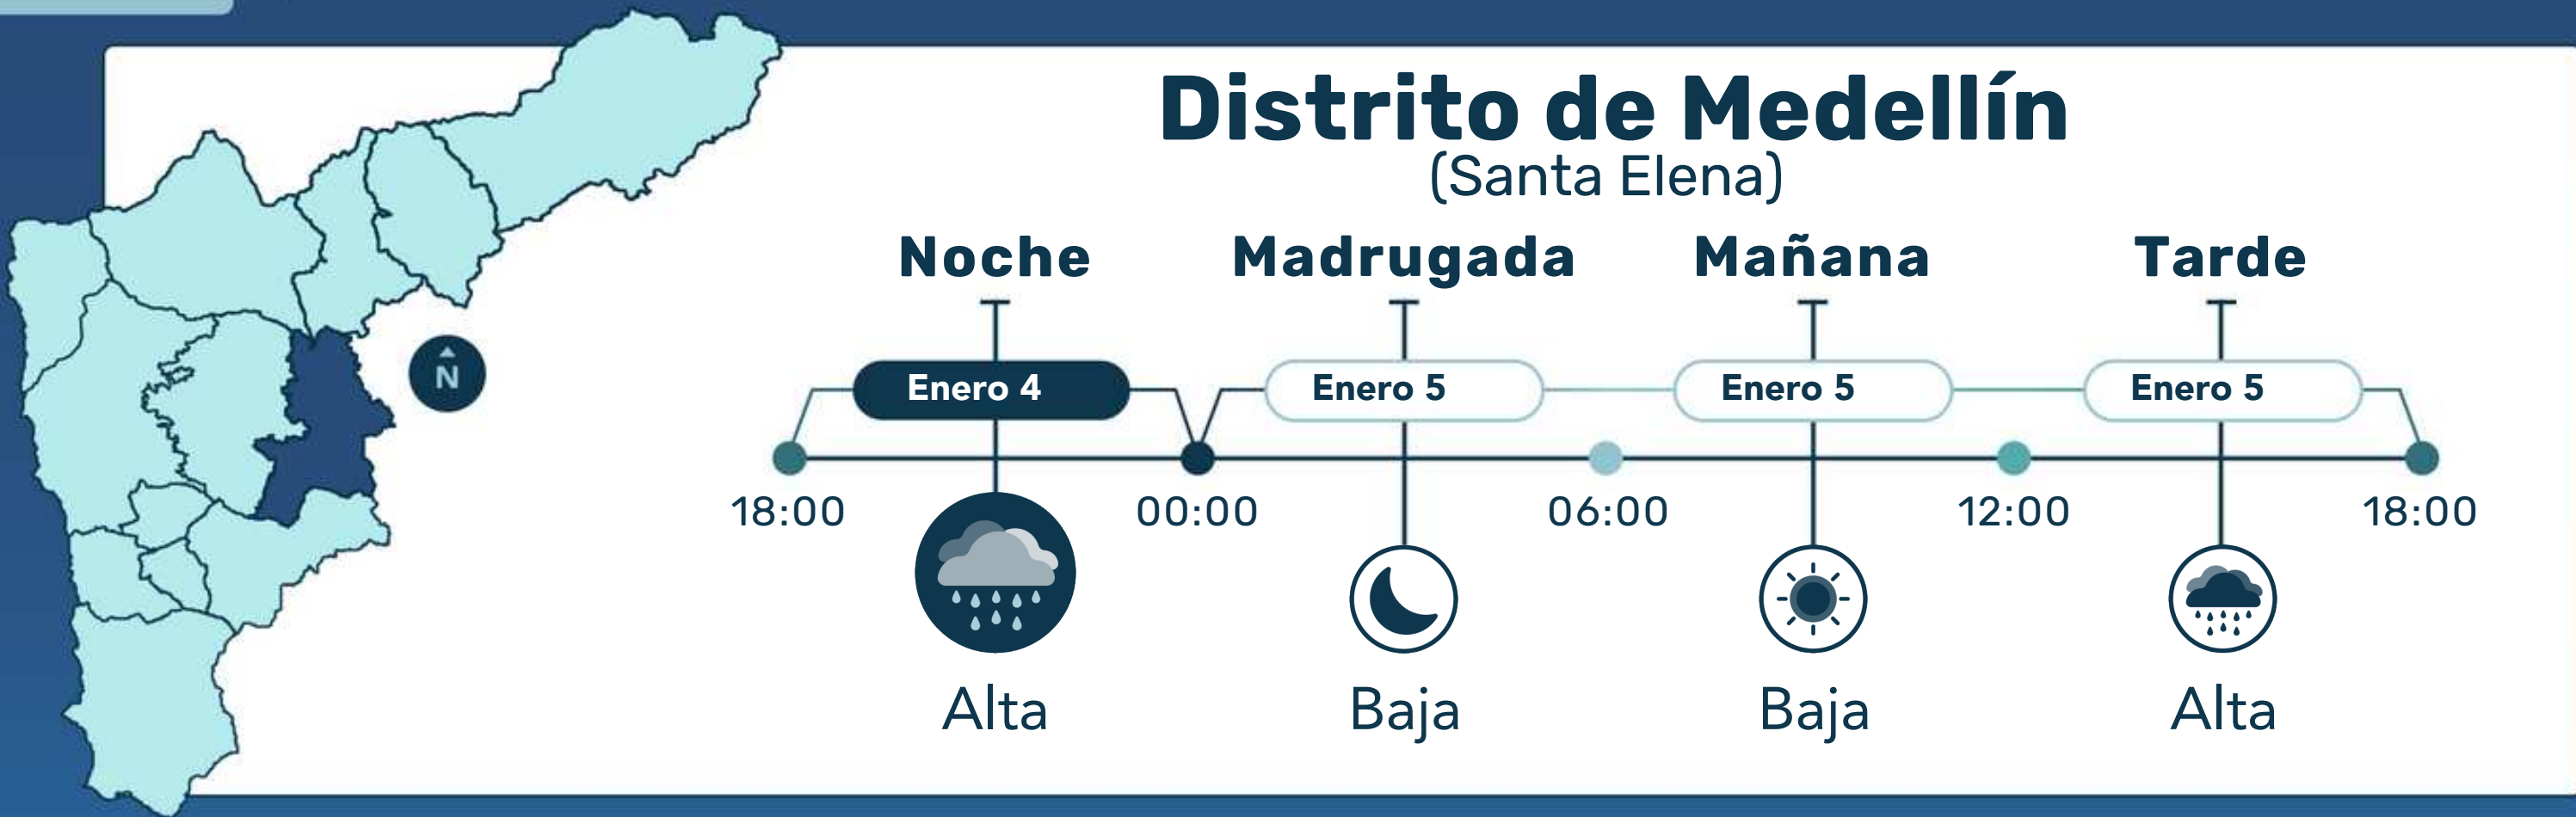 Distrito de Medellín
(Santa Elena)
Noche Madrugada Mañana Tarde
N
Enero 4 Enero 5 Enero 5 Enero 5
18:00 00:00 06:00 12:00 18:00
Alta Baja Baja Alta